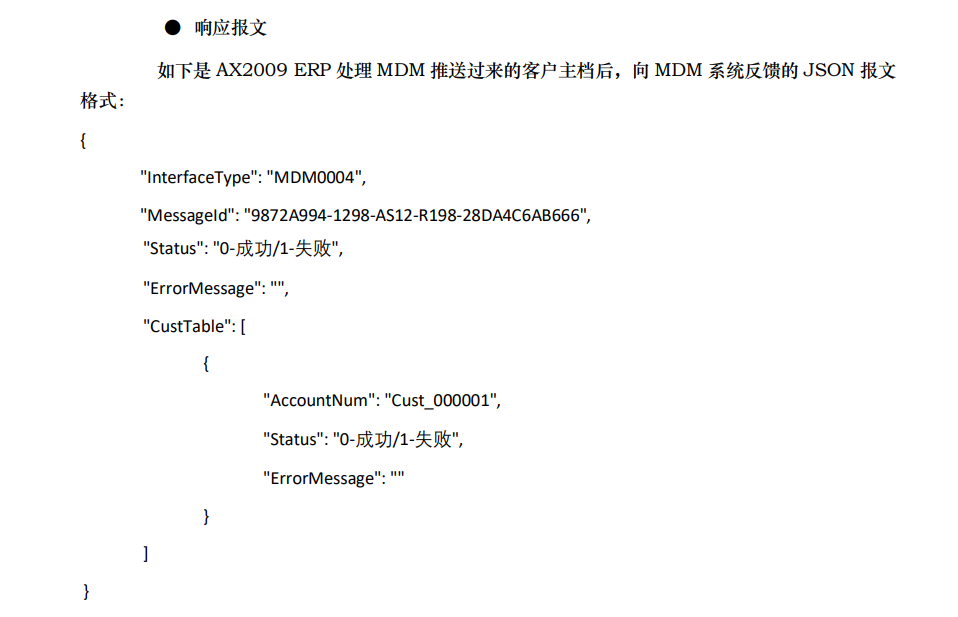 ● 响应报文
如下是 AX2009 ERP 处理 MDM 推送过来的客户主档后，向 MDM 系统反馈的 JSON 报文
格式：
{
"InterfaceType": "MDM0004",
"MessageId": "9872A994-1298-AS12-R198-28DA4C6AB666",
"Status": "0-成功/1-失败",
"ErrorMessage": "",
"CustTable": [
{
"AccountNum": "Cust_000001",
"Status": "0-成功/1-失败",
"ErrorMessage": ""
}
]
}